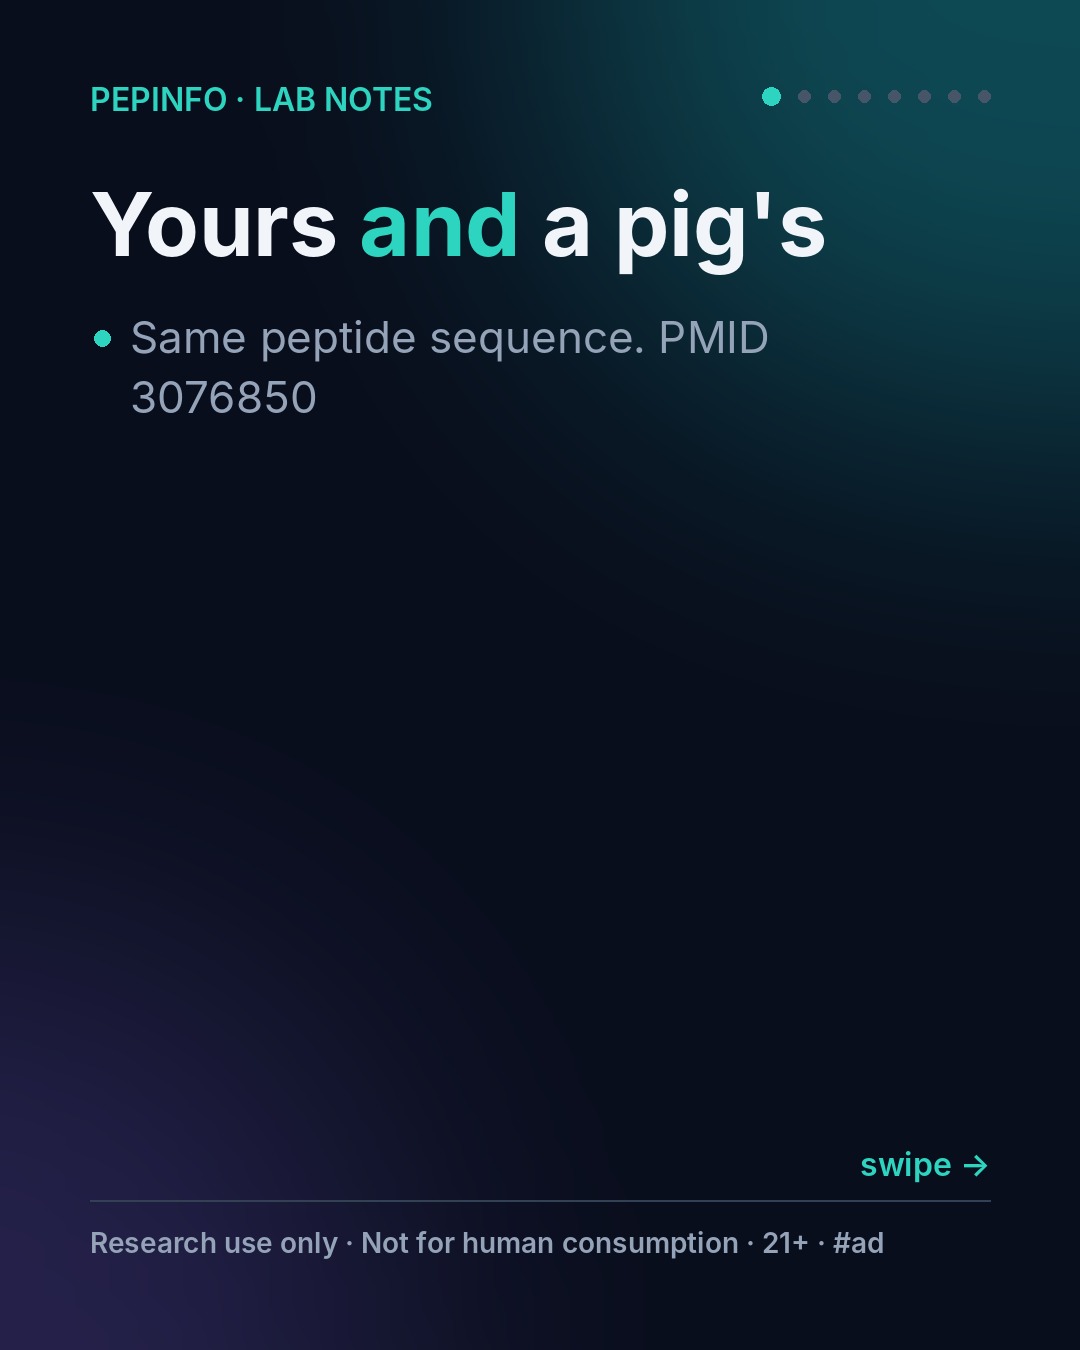 PEPINFO · LAB NOTES
Yours and a pig's
Same peptide sequence. PMID
3076850
swipe →
Research use only · Not for human consumption · 21+ · #ad